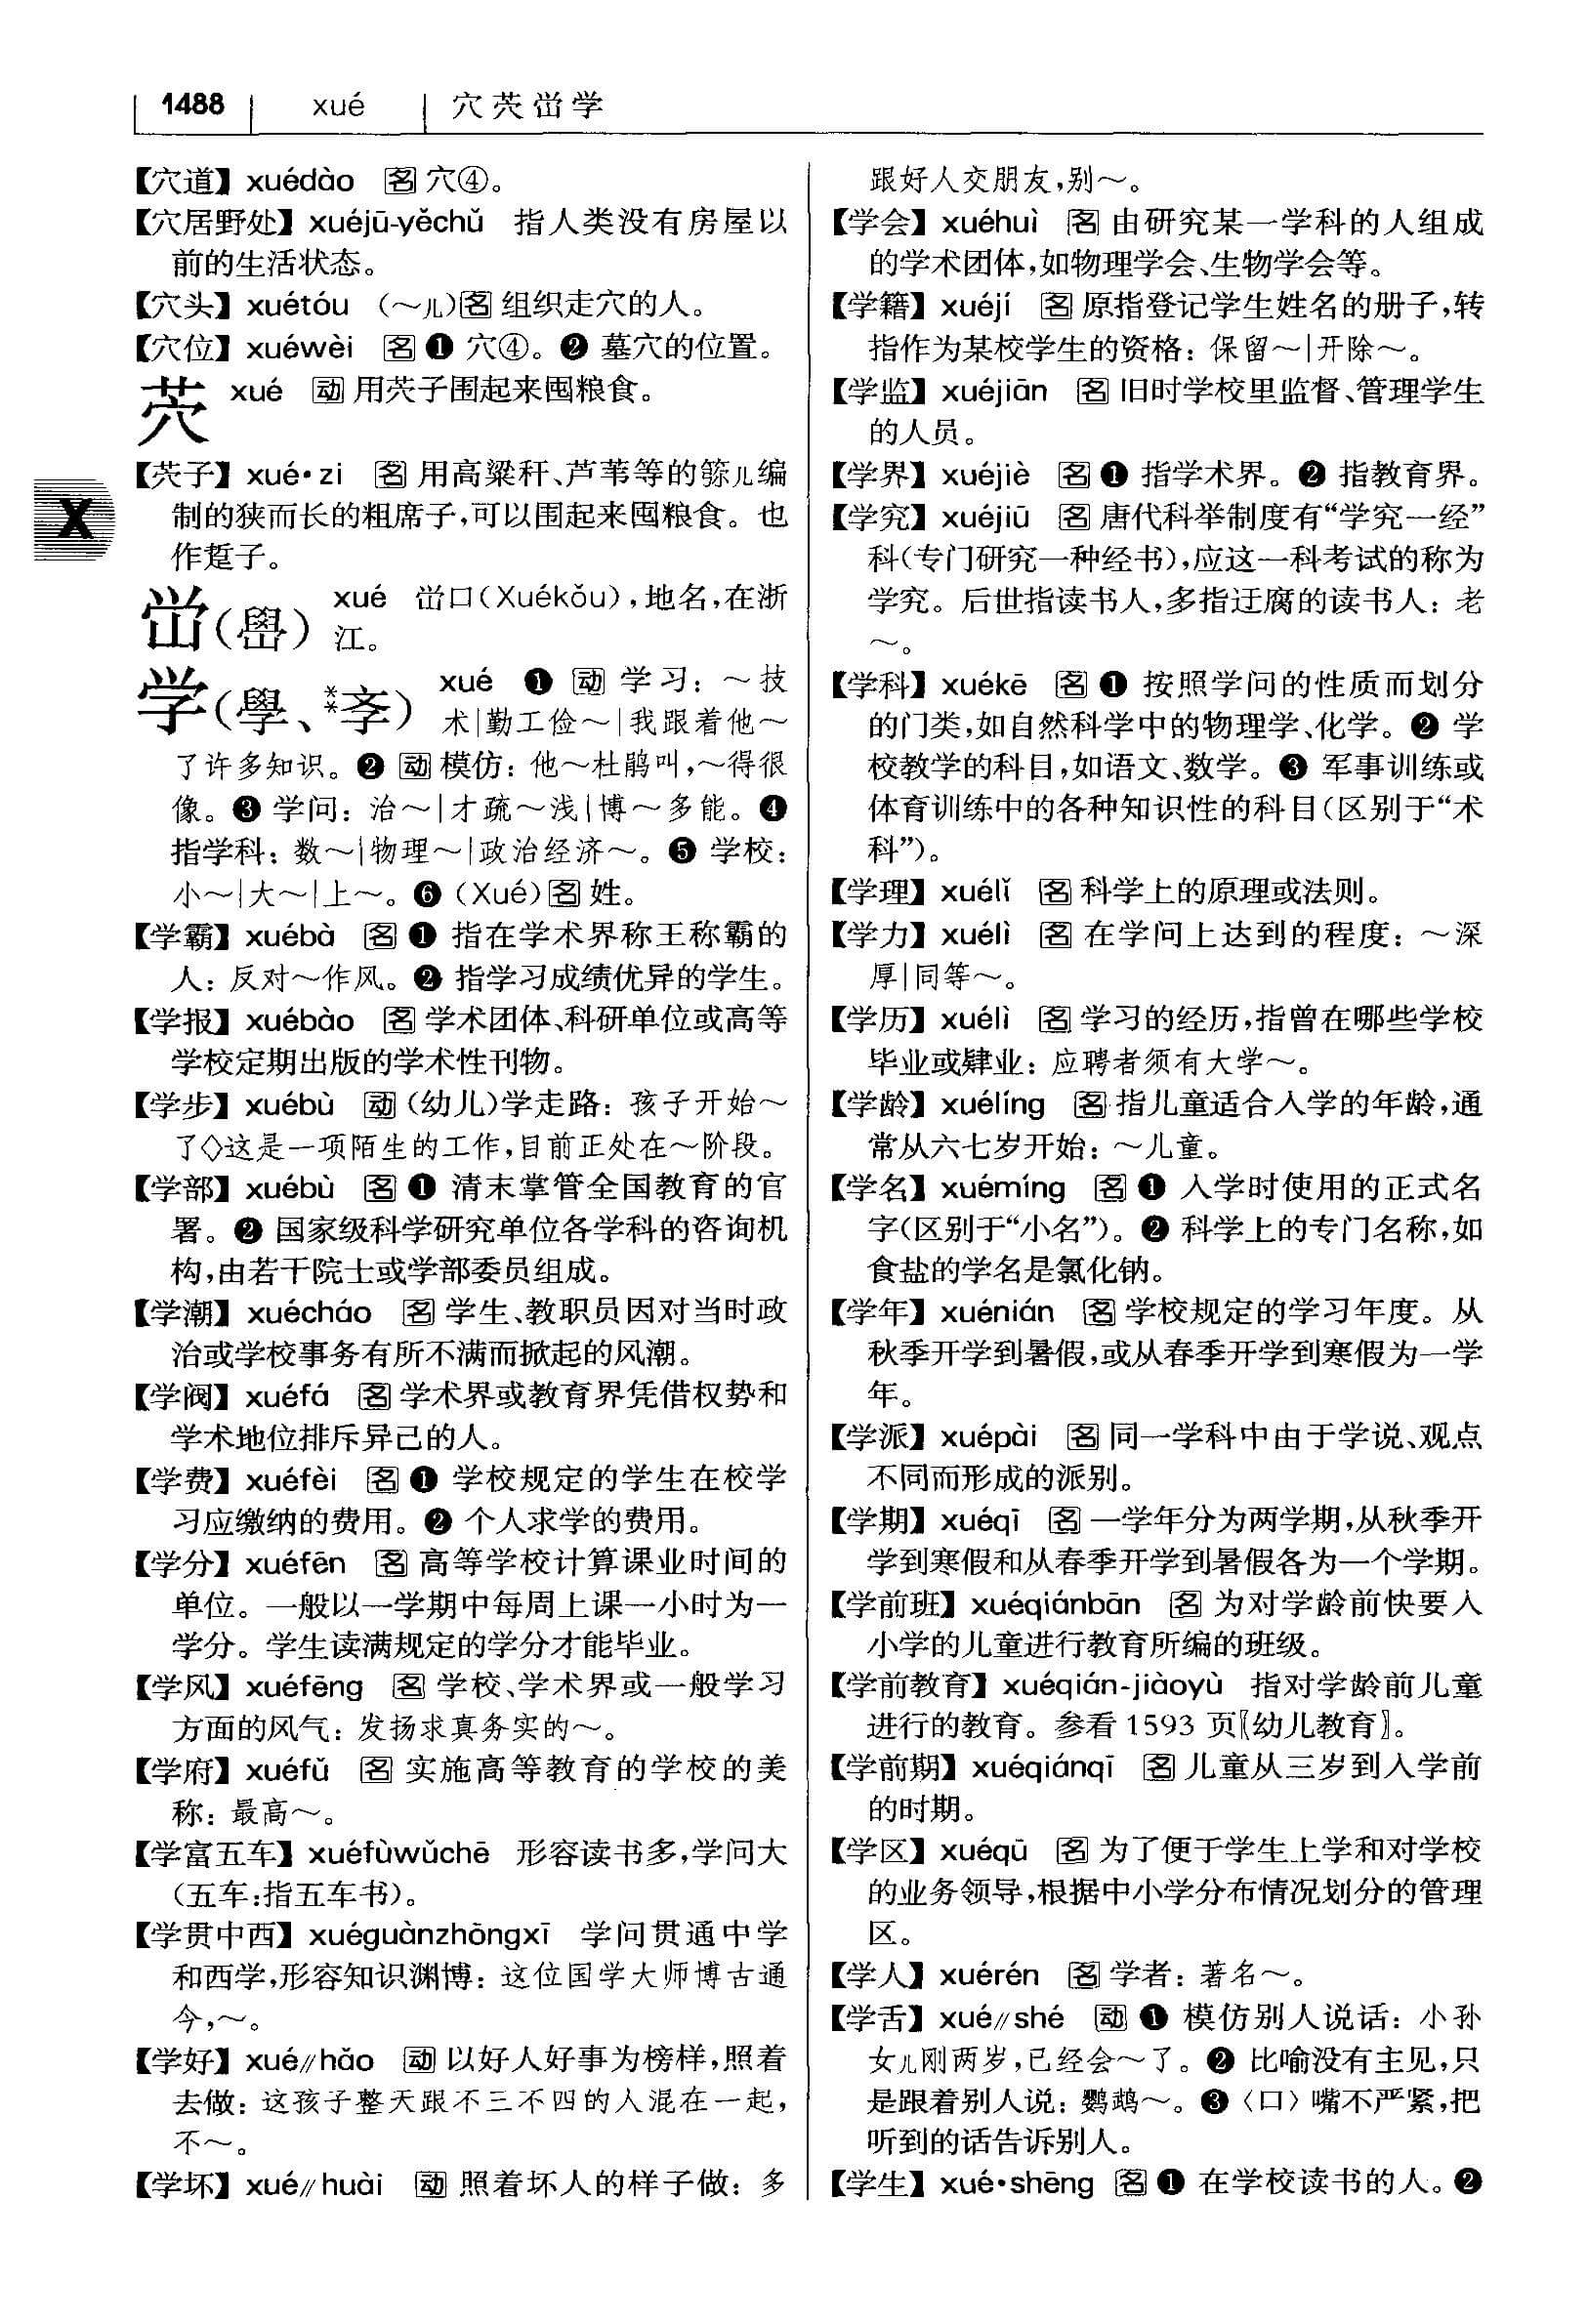 1488 xué 穴茓峃学
【穴道】 xuédào 名 穴④。
【穴居野处】 xuéjū-yěchǔ 指人类没有房屋以
前的生活状态。
【穴头】 xuétóu (～儿)名 组织走穴的人。
【穴位】 xuéwèi 名 ❶ 穴④。❷ 墓穴的位置。
茓 xué 动 用茓子围起来囤粮食。
【茓子】 xué•zi 名 用高粱秆、芦苇等的篾儿编
制的狭而长的粗席子,可以围起来囤粮食。也
作踅子。
X
峃(嶨) xué 峃口(Xuékǒu),地名,在浙
江。
学(學、**斈) xué ❶ 动 学习: ～技
术|勤工俭～|我跟着他～
了许多知识。❷ 动 模仿: 他～杜鹃叫,～得很
像。❸ 学问: 治～|才疏～浅|博～多能。❹
指学科: 数～|物理～|政治经济～。❺ 学校:
小～|大～|上～。❻ (Xué)名 姓。
【学霸】 xuébà 名 ❶ 指在学术界称王称霸的
人: 反对～作风。❷ 指学习成绩优异的学生。
【学报】 xuébào 名 学术团体、科研单位或高等
学校定期出版的学术性刊物。
【学步】 xuébù 动 (幼儿)学走路: 孩子开始～
了◇这是一项陌生的工作,目前正处在～阶段。
【学部】 xuébù 名 ❶ 清末掌管全国教育的官
署。❷ 国家级科学研究单位各学科的咨询机
构,由若干院士或学部委员组成。
【学潮】 xuécháo 名 学生、教职员因对当时政
治或学校事务有所不满而掀起的风潮。
【学阀】 xuéfá 名 学术界或教育界凭借权势和
学术地位排斥异己的人。
【学费】 xuéfèi 名 ❶ 学校规定的学生在校学
习应缴纳的费用。❷ 个人求学的费用。
【学分】 xuéfēn 名 高等学校计算课业时间的
单位。一般以一学期中每周上课一小时为一
学分。学生读满规定的学分才能毕业。
【学风】 xuéfēng 名 学校、学术界或一般学习
方面的风气: 发扬求真务实的～。
【学府】 xuéfǔ 名 实施高等教育的学校的美
称: 最高～。
【学富五车】 xuéfùwǔchē 形容读书多,学问大
(五车:指五车书)。
【学贯中西】 xuéguànzhōngxī 学问贯通中学
和西学,形容知识渊博: 这位国学大师博古通
今,～。
【学好】 xué//hǎo 动 以好人好事为榜样,照着
去做: 这孩子整天跟不三不四的人混在一起,
不～。
【学坏】 xué//huài 动 照着坏人的样子做: 多
跟好人交朋友,别～。
【学会】 xuéhuì 名 由研究某一学科的人组成
的学术团体,如物理学会、生物学会等。
【学籍】 xuéjí 名 原指登记学生姓名的册子,转
指作为某校学生的资格: 保留～|开除～。
【学监】 xuéjiān 名 旧时学校里监督、管理学生
的人员。
【学界】 xuéjiè 名 ❶ 指学术界。❷ 指教育界。
【学究】 xuéjiū 名 唐代科举制度有“学究一经”
科(专门研究一种经书),应这一科考试的称为
学究。后世指读书人,多指迂腐的读书人: 老
～。
【学科】 xuékē 名 ❶ 按照学问的性质而划分
的门类,如自然科学中的物理学、化学。❷ 学
校教学的科目,如语文、数学。❸ 军事训练或
体育训练中的各种知识性的科目(区别于“术
科”)。
【学理】 xuélǐ 名 科学上的原理或法则。
【学力】 xuélì 名 在学问上达到的程度: ～深
厚|同等～。
【学历】 xuélì 名 学习的经历,指曾在哪些学校
毕业或肄业: 应聘者须有大学～。
【学龄】 xuélíng 名 指儿童适合入学的年龄,通
常从六七岁开始: ～儿童。
【学名】 xuémíng 名 ❶ 入学时使用的正式名
字(区别于“小名”)。❷ 科学上的专门名称,如
食盐的学名是氯化钠。
【学年】 xuénián 名 学校规定的学习年度。从
秋季开学到暑假,或从春季开学到寒假为一学
年。
【学派】 xuépài 名 同一学科中由于学说、观点
不同而形成的派别。
【学期】 xuéqī 名 一学年分为两学期,从秋季开
学到寒假和从春季开学到暑假各为一个学期。
【学前班】 xuéqiánbān 名 为对学龄前快要入
小学的儿童进行教育所编的班级。
【学前教育】 xuéqián-jiàoyù 指对学龄前儿童
进行的教育。参看 1593 页〖幼儿教育〗。
【学前期】 xuéqiánqī 名 儿童从三岁到入学前
的时期。
【学区】 xuéqū 名 为了便于学生上学和对学校
的业务领导,根据中小学分布情况划分的管理
区。
【学人】 xuérén 名 学者: 著名～。
【学舌】 xué//shé 动 ❶ 模仿别人说话: 小孙
女儿刚两岁,已经会～了。❷ 比喻没有主见,只
是跟着别人说: 鹦鹉～。❸〈口〉嘴不严紧,把
听到的话告诉别人。
【学生】 xué•shēng 名 ❶ 在学校读书的人。❷